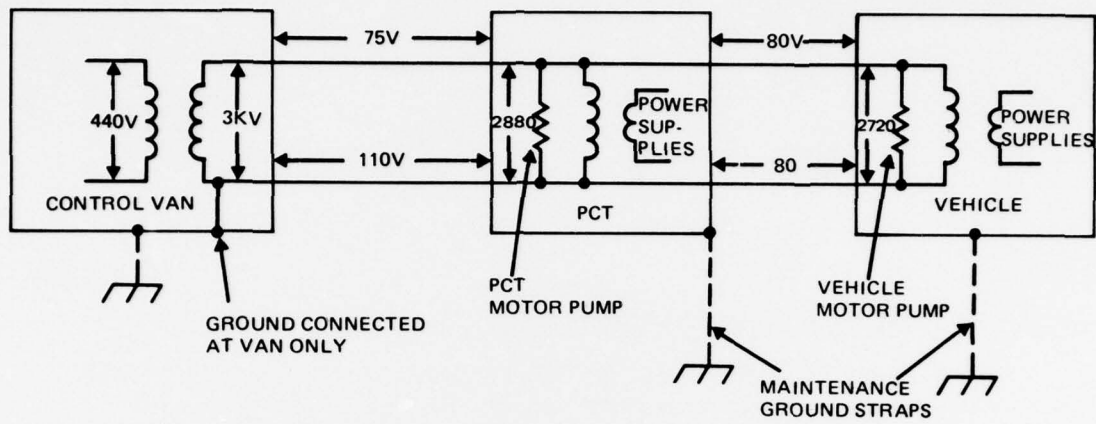 75V
80V
440V
3KV
2880
POWER
SUP-
PLIES
2720
POWER
SUPPLIES
110V
80
CONTROL VAN
PCT
VEHICLE
GROUND CONNECTED
AT VAN ONLY
PCT
MOTOR PUMP
VEHICLE
MOTOR PUMP
MAINTENANCE
GROUND STRAPS